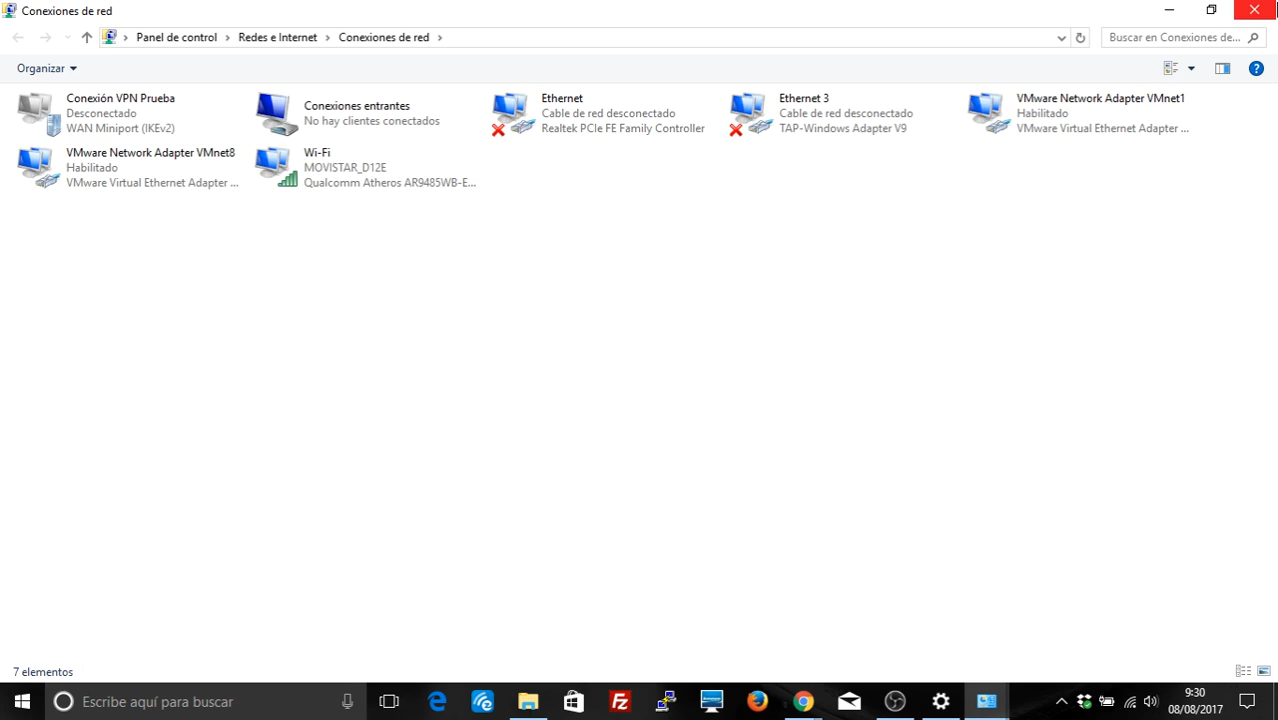 Conexiones de red
Panel de control
Redes e Internet
Conexiones de red
Buscar en Conexiones de...
Organizar
Conexión VPN Prueba
Desconectado
WAN Miniport (IKEv2)
Conexiones entrantes
No hay clientes conectados
Ethernet
Cable de red desconectado
Realtek PCIe FE Family Controller
Ethernet 3
Cable de red desconectado
TAP-Windows Adapter V9
VMware Network Adapter VMnet1
Habilitado
VMware Virtual Ethernet Adapter ...
VMware Network Adapter VMnet8
Habilitado
VMware Virtual Ethernet Adapter ...
Wi-Fi
MOVISTAR_D12E
Qualcomm Atheros AR9485WB-E...
7 elementos
Escribe aquí para buscar
9:30
08/08/2017